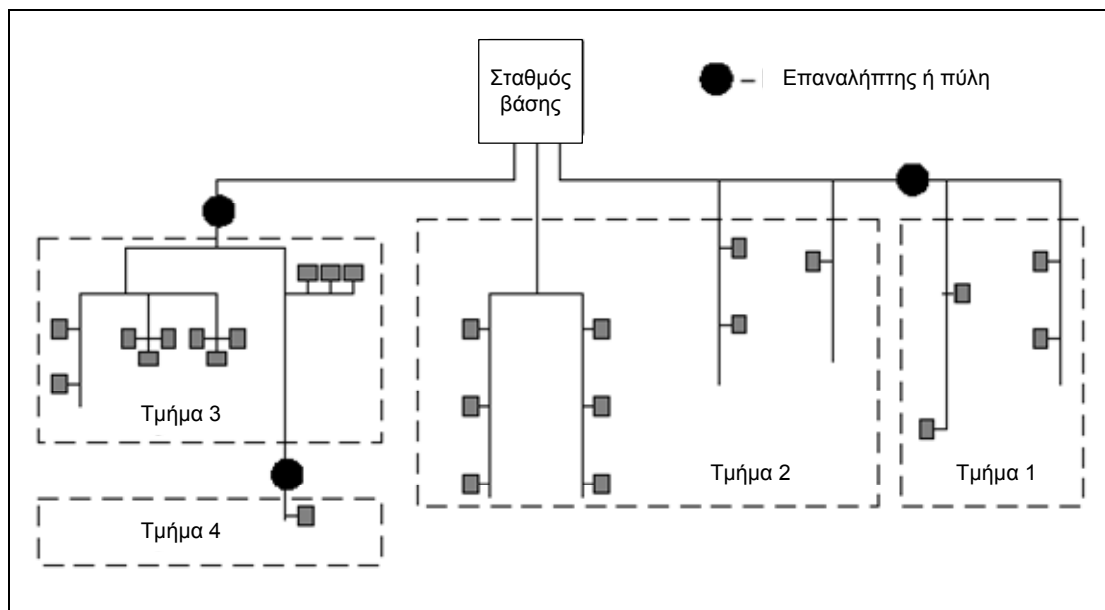 Σταθμός
βάσης
– Επαναλήπτης ή πύλη
Τμήμα 3
Τμήμα 2
Τμήμα 1
Τμήμα 4